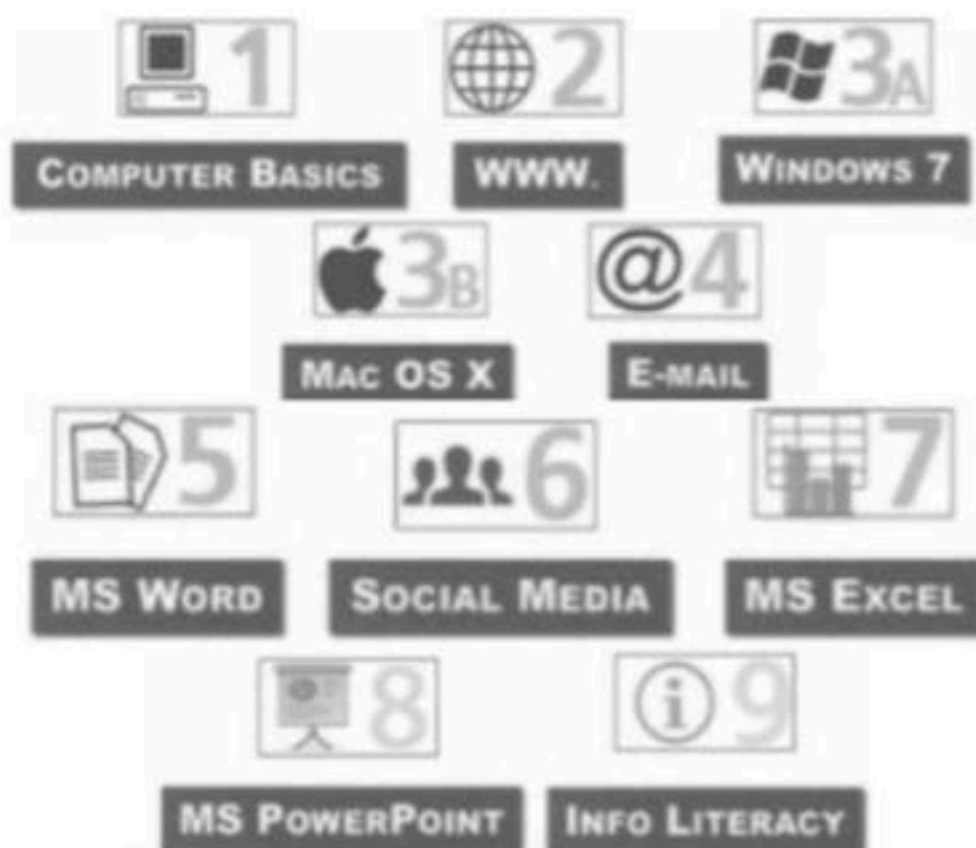 1 2 3A
COMPUTER BASICS WWW. WINDOWS 7
3B @4
MAC OS X E-MAIL
5 6 7
MS WORD SOCIAL MEDIA MS EXCEL
8 i 9
MS POWERPOINT INFO LITERACY